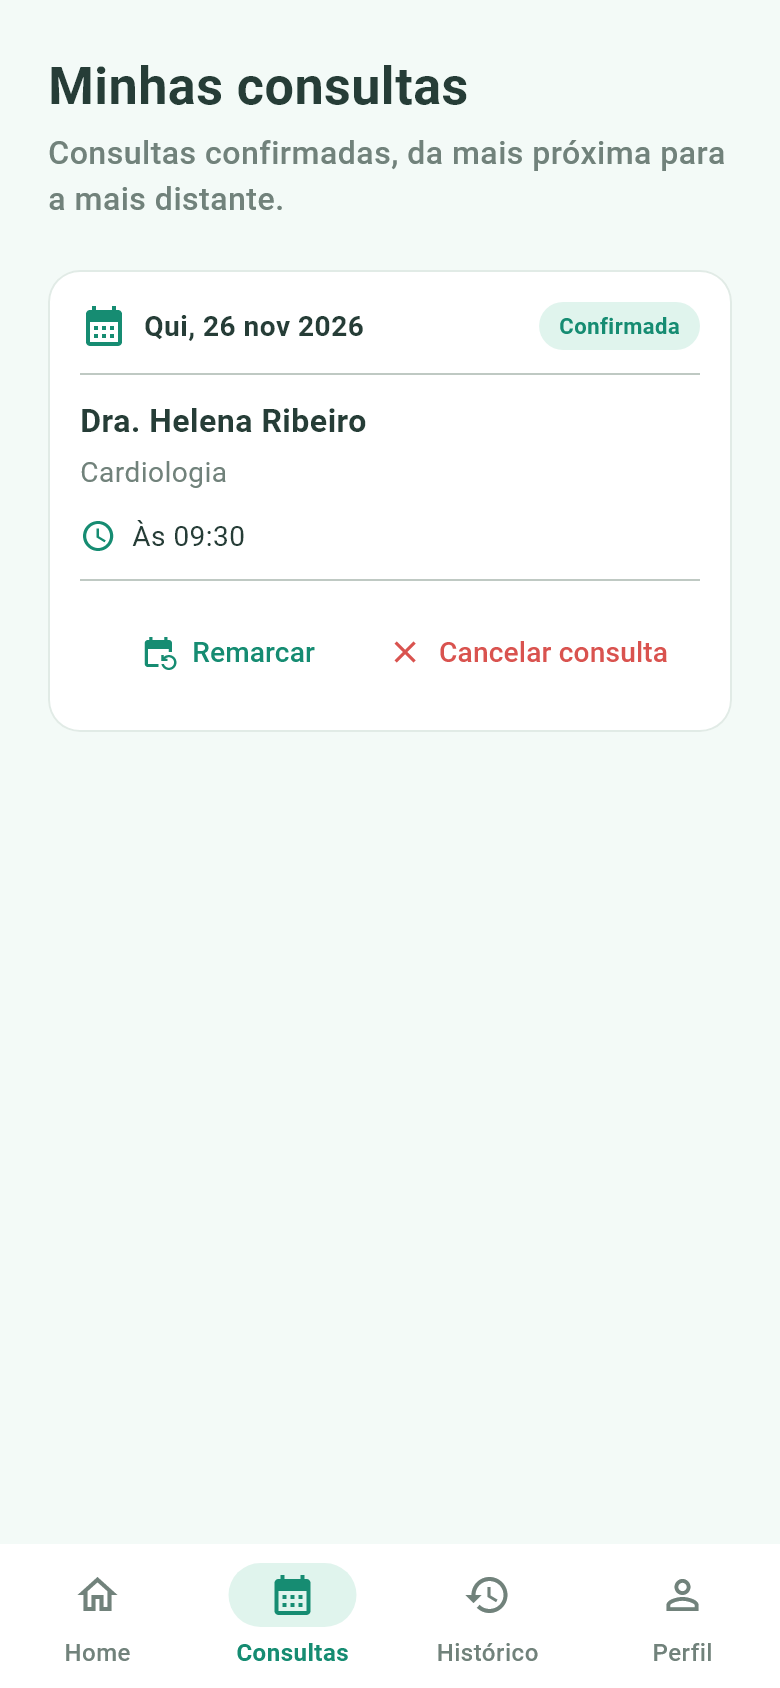 Minhas consultas
Consultas confirmadas, da mais próxima para
a mais distante.
Qui, 26 nov 2026
Confirmada
Dra. Helena Ribeiro
Cardiologia
Às 09:30
Remarcar
Cancelar consulta
Home
Consultas
Histórico
Perfil